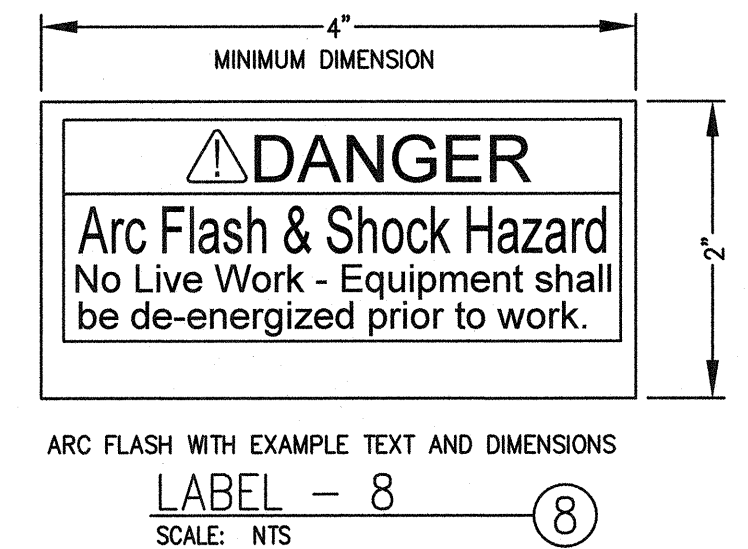 4"
MINIMUM DIMENSION
DANGER
Arc Flash & Shock Hazard
No Live Work - Equipment shall
be de-energized prior to work.
2"
ARC FLASH WITH EXAMPLE TEXT AND DIMENSIONS
LABEL - 8
8
SCALE: NTS